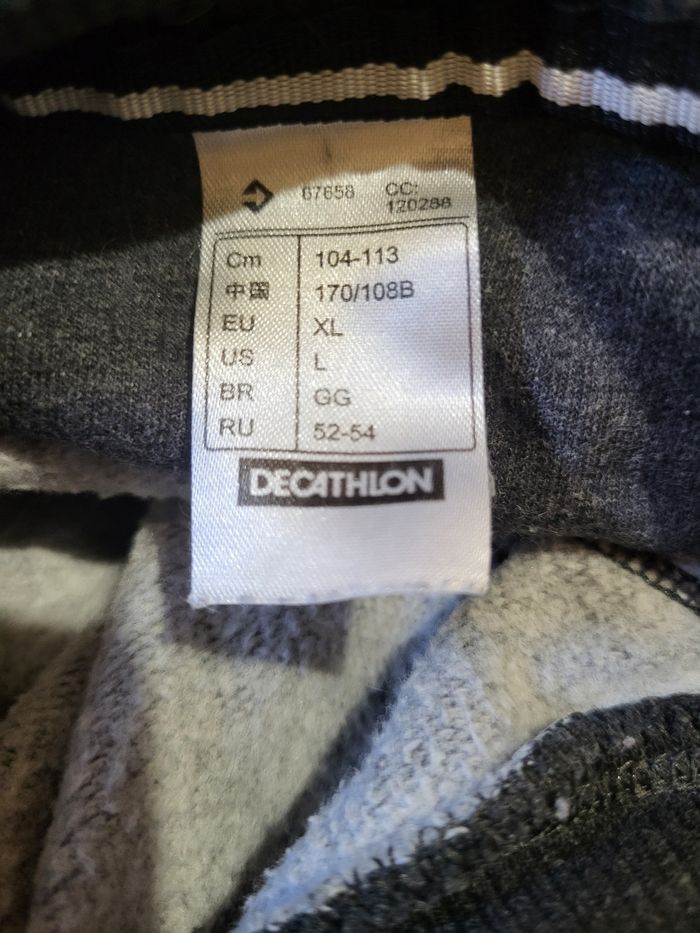 67658 CC:
120288
Cm 104-113
中国 170/108B
EU XL
US L
BR GG
RU 52-54
DECATHLON